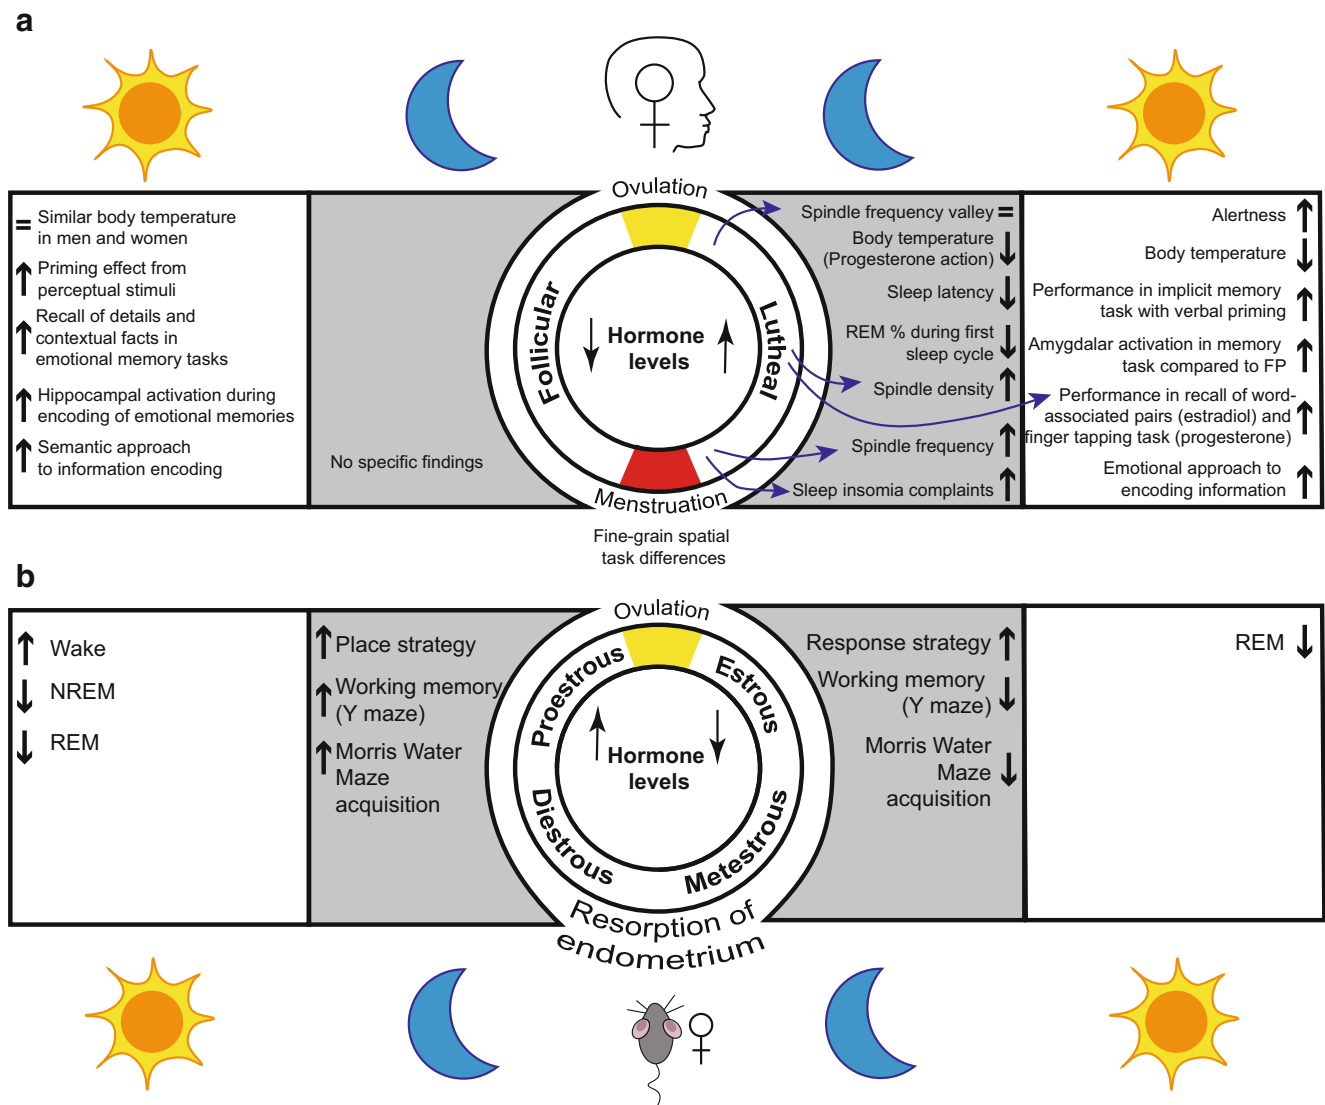 a
Ovulation
=
Similar body temperature
in men and women
Priming effect from
perceptual stimuli
Recall of details and
contextual facts in
emotional memory tasks
Hippocampal activation during
encoding of emotional memories
Semantic approach
to information encoding
No specific findings
Follicular
Hormone
levels
Lutheal
Menstruation
Fine-grain spatial
task differences
Spindle frequency valley =
Body temperature
(Progesterone action)
Sleep latency
REM % during first
sleep cycle
Spindle density
Spindle frequency
Sleep insomia complaints
Alertness
Body temperature
Performance in implicit memory
task with verbal priming
Amygdalar activation in memory
task compared to FP
Performance in recall of word-
associated pairs (estradiol) and
finger tapping task (progesterone)
Emotional approach to
encoding information
b
Ovulation
Wake
NREM
REM
Place strategy
Working memory
(Y maze)
Morris Water
Maze
acquisition
Proestrous
Estrous
Hormone
levels
Diestrous
Metestrous
Resorption of
endometrium
Response strategy
Working memory
(Y maze)
Morris Water
Maze
acquisition
REM